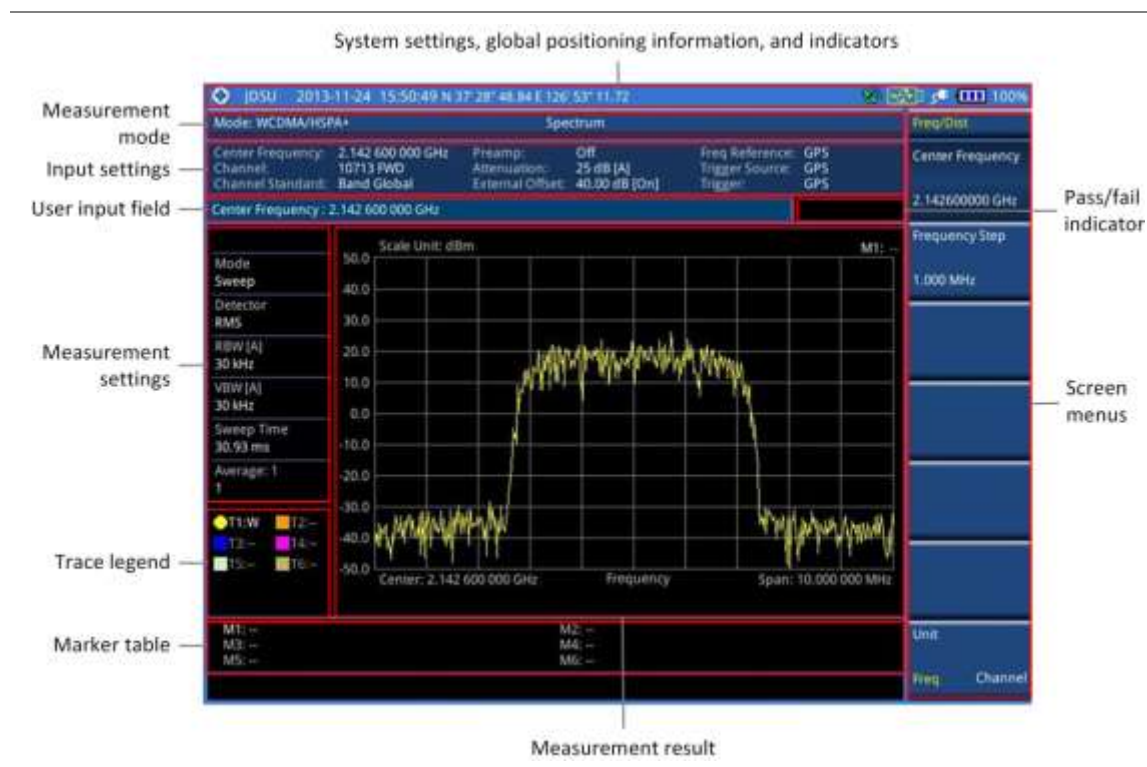 System settings, global positioning information, and indicators
JDSU 2013-11-24 15:50:49 N 37° 28" 48.84 E 126° 53" 11.72 100%
Measurement mode
Mode: WCDMA/HSPA+ Spectrum
Freq/Dist
Input settings
Center Frequency: 2.142 600 000 GHz Preamp: Off Freq Reference: GPS
Channel: 10713 FWD Attenuation: 25 dB [A] Trigger Source: GPS
Channel Standard: Band Global External Offset: 40.00 dB [On] Trigger: GPS
Center Frequency
2.142600000 GHz
User input field
Center Frequency : 2.142 600 000 GHz
Pass/fail
indicator
Frequency Step
1.000 MHz
Measurement
settings
Mode
Sweep
Detector
RMS
RBW [A]
30 kHz
VBW [A]
30 kHz
Sweep Time
30.93 ms
Average: 1
1
Scale Unit: dBm M1: --
50.0
40.0
30.0
20.0
10.0
0.0
-10.0
-20.0
-30.0
-40.0
-50.0
Center: 2.142 600 000 GHz Frequency Span: 10.000 000 MHz
Screen
menus
Trace legend
T1:W T2:--
T3:-- T4:--
T5:-- T6:--
Marker table
M1: -- M2: --
M3: -- M4: --
M5: -- M6: --
Unit
Freq Channel
Measurement result